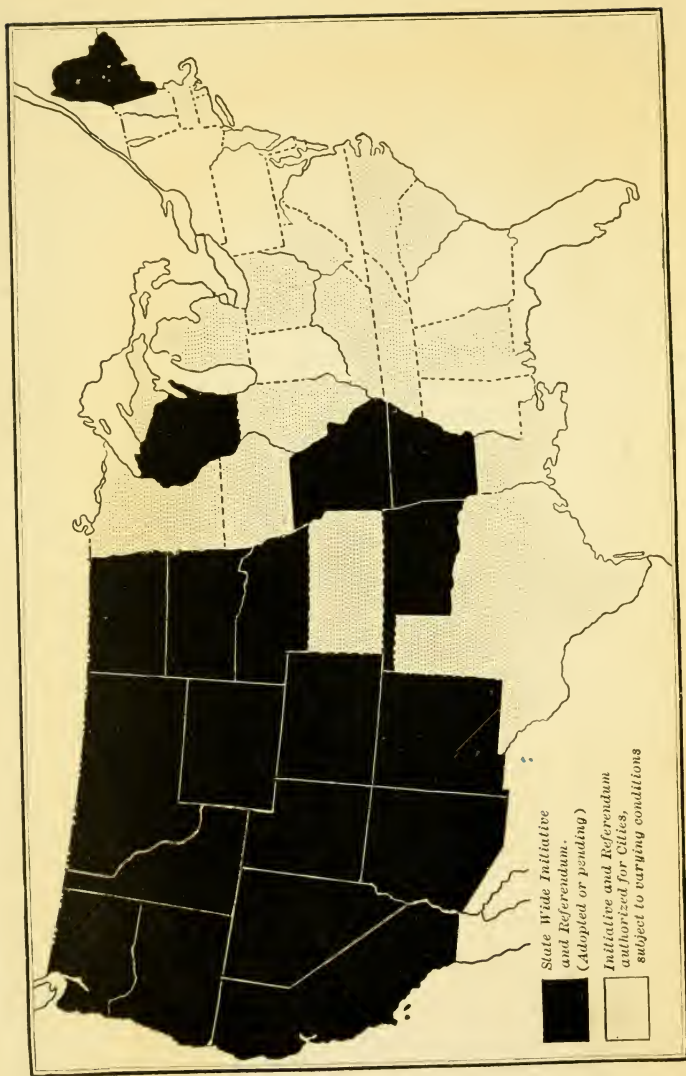 State Wide Initiative
and Referendum.
(Adopted or pending)
Initiative and Referendum
authorized for Cities,
subject to varying conditions